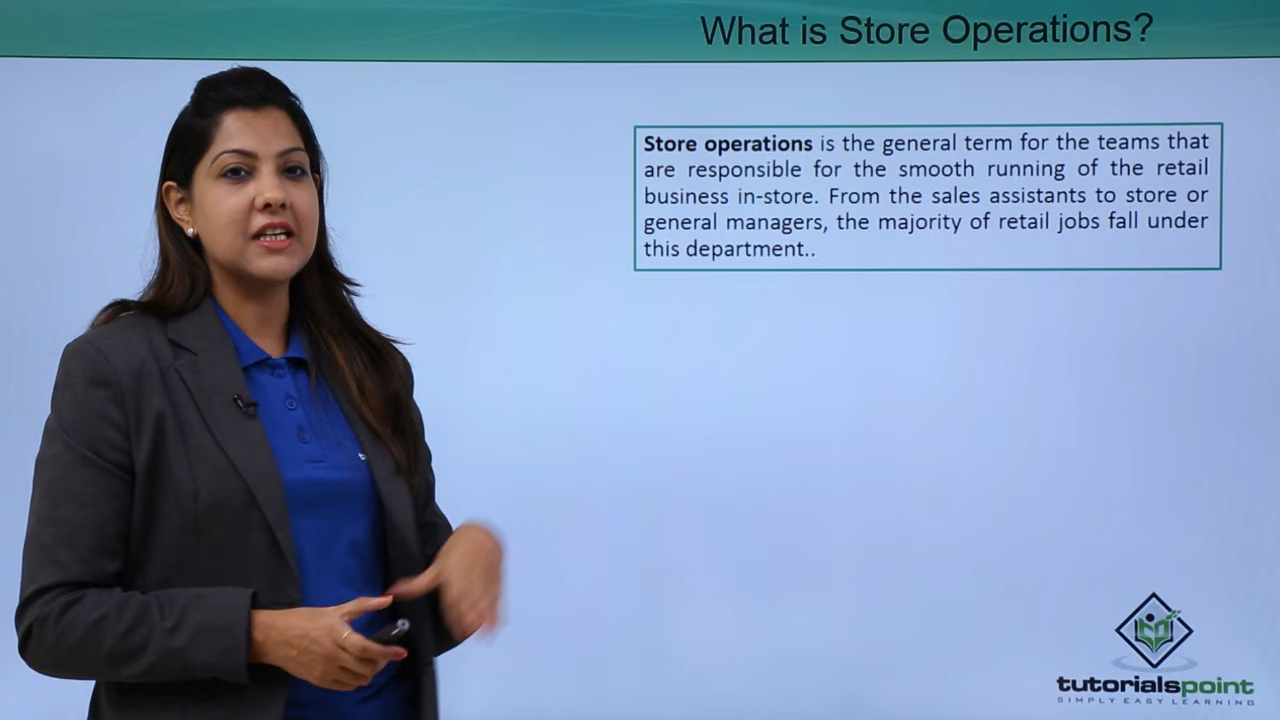 What is Store Operations?
Store operations is the general term for the teams that
are responsible for the smooth running of the retail
business in-store. From the sales assistants to store or
general managers, the majority of retail jobs fall under
this department..
tutorialspoint
SIMPLY EASY LEARNING